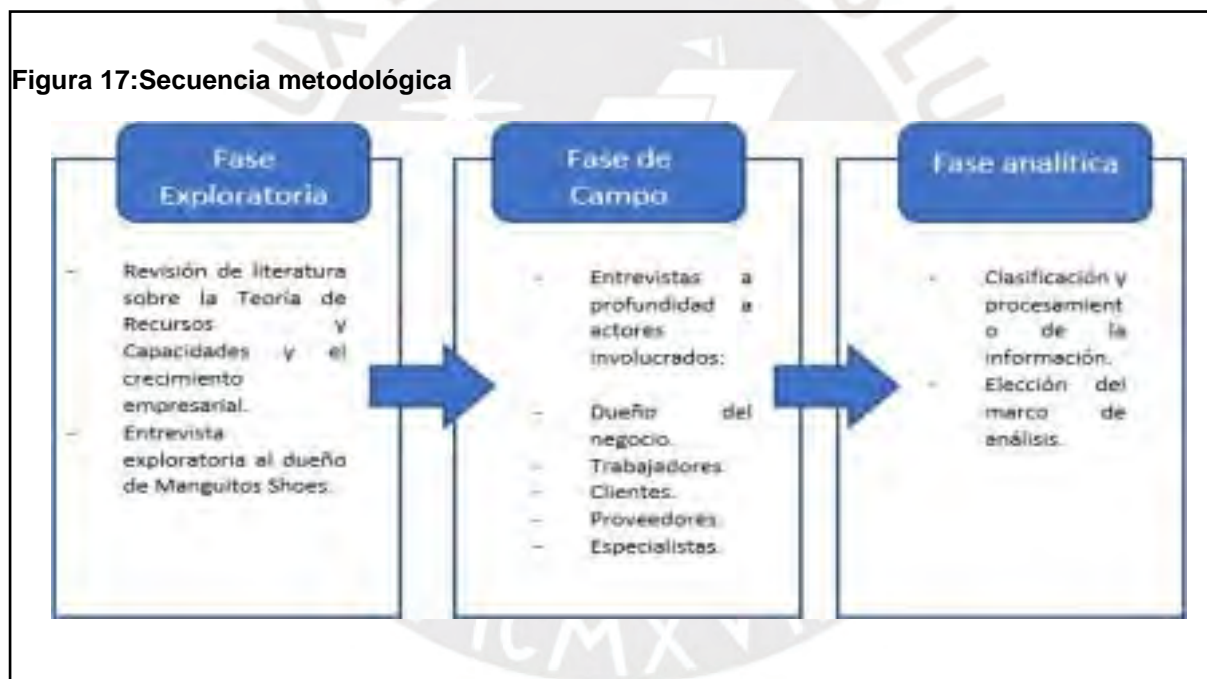 Figura 17:Secuencia metodológica
Fase
Exploratoria
- Revisión de literatura
sobre la Teoría de
Recursos y
Capacidades y el
crecimiento
empresarial.
- Entrevista
exploratoria al dueño
de Manguitos Shoes.
Fase de
Campo
- Entrevistas a
profundidad a
actores
involucrados:
- Dueño del
negocio.
- Trabajadores.
- Clientes.
- Proveedores.
- Especialistas.
Fase analítica
- Clasificación y
procesamient
o de la
información.
- Elección del
marco de
análisis.